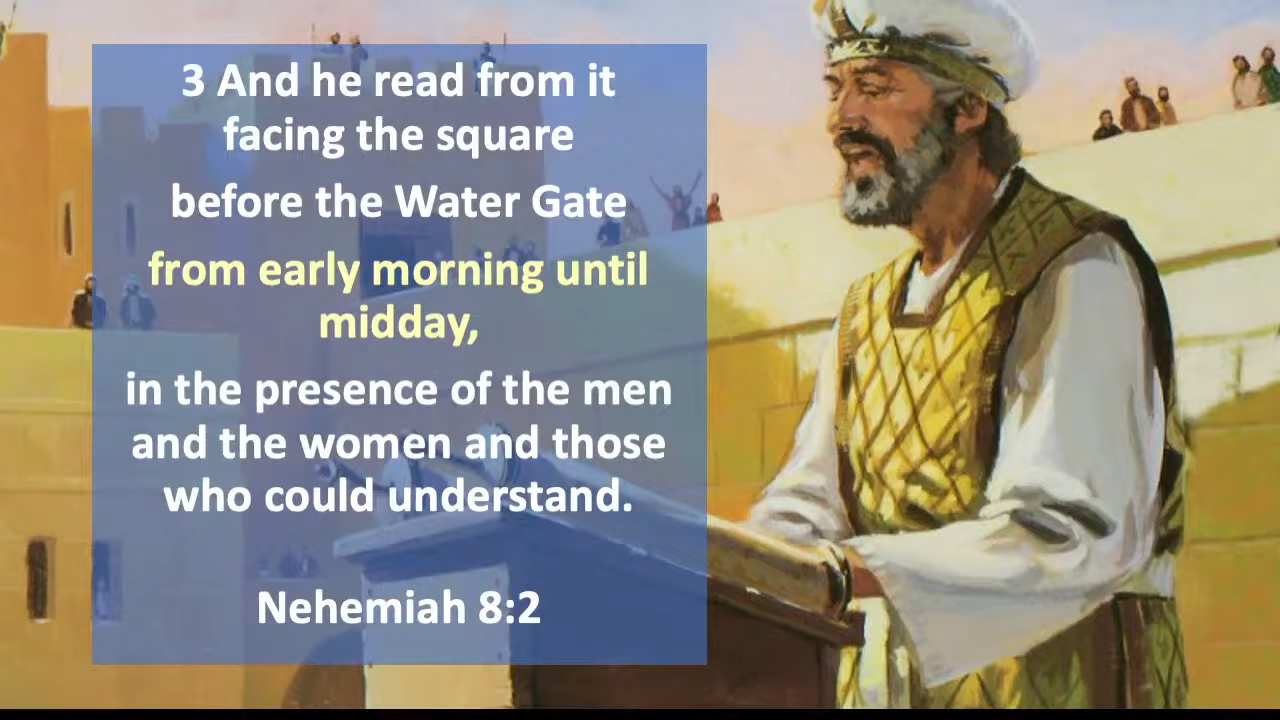 3 And he read from it
facing the square
before the Water Gate
from early morning until
midday,
in the presence of the men
and the women and those
who could understand.
Nehemiah 8:2